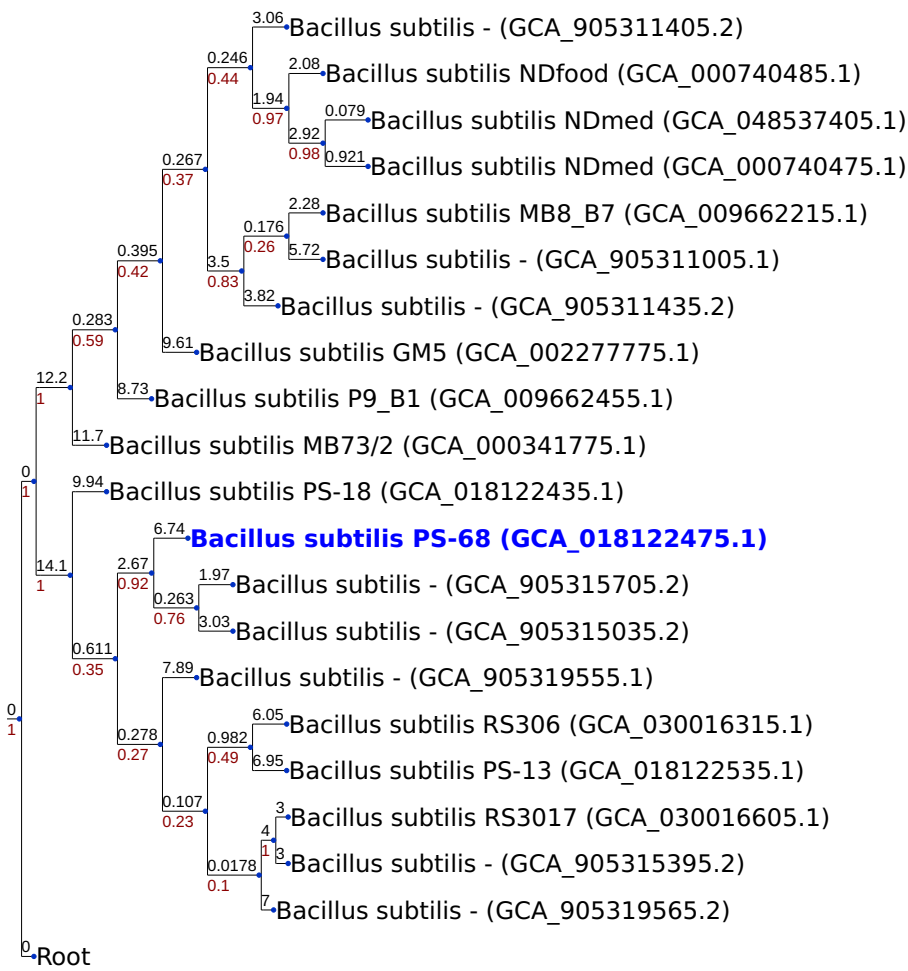 3.06
Bacillus subtilis - (GCA_905311405.2)
0.246
0.44
2.08
Bacillus subtilis NDfood (GCA_000740485.1)
1.94
0.97
0.079
Bacillus subtilis NDmed (GCA_048537405.1)
2.92
0.98
0.921
Bacillus subtilis NDmed (GCA_000740475.1)
0.267
0.37
2.28
Bacillus subtilis MB8_B7 (GCA_009662215.1)
0.176
0.26
5.72
Bacillus subtilis - (GCA_905311005.1)
3.5
0.83
3.82
Bacillus subtilis - (GCA_905311435.2)
0.395
0.42
9.61
Bacillus subtilis GM5 (GCA_002277775.1)
0.283
0.59
8.73
Bacillus subtilis P9_B1 (GCA_009662455.1)
12.2
1
11.7
Bacillus subtilis MB73/2 (GCA_000341775.1)
0
1
9.94
Bacillus subtilis PS-18 (GCA_018122435.1)
6.74
Bacillus subtilis PS-68 (GCA_018122475.1)
14.1
1
2.67
0.92
1.97
Bacillus subtilis - (GCA_905315705.2)
0.263
0.76
3.03
Bacillus subtilis - (GCA_905315035.2)
0.611
0.35
7.89
Bacillus subtilis - (GCA_905319555.1)
0
1
6.05
Bacillus subtilis RS306 (GCA_030016315.1)
0.278
0.27
0.982
0.49
6.95
Bacillus subtilis PS-13 (GCA_018122535.1)
0.107
0.23
3
Bacillus subtilis RS3017 (GCA_030016605.1)
4
1
3
Bacillus subtilis - (GCA_905315395.2)
0.0178
0.1
7
Bacillus subtilis - (GCA_905319565.2)
0
Root